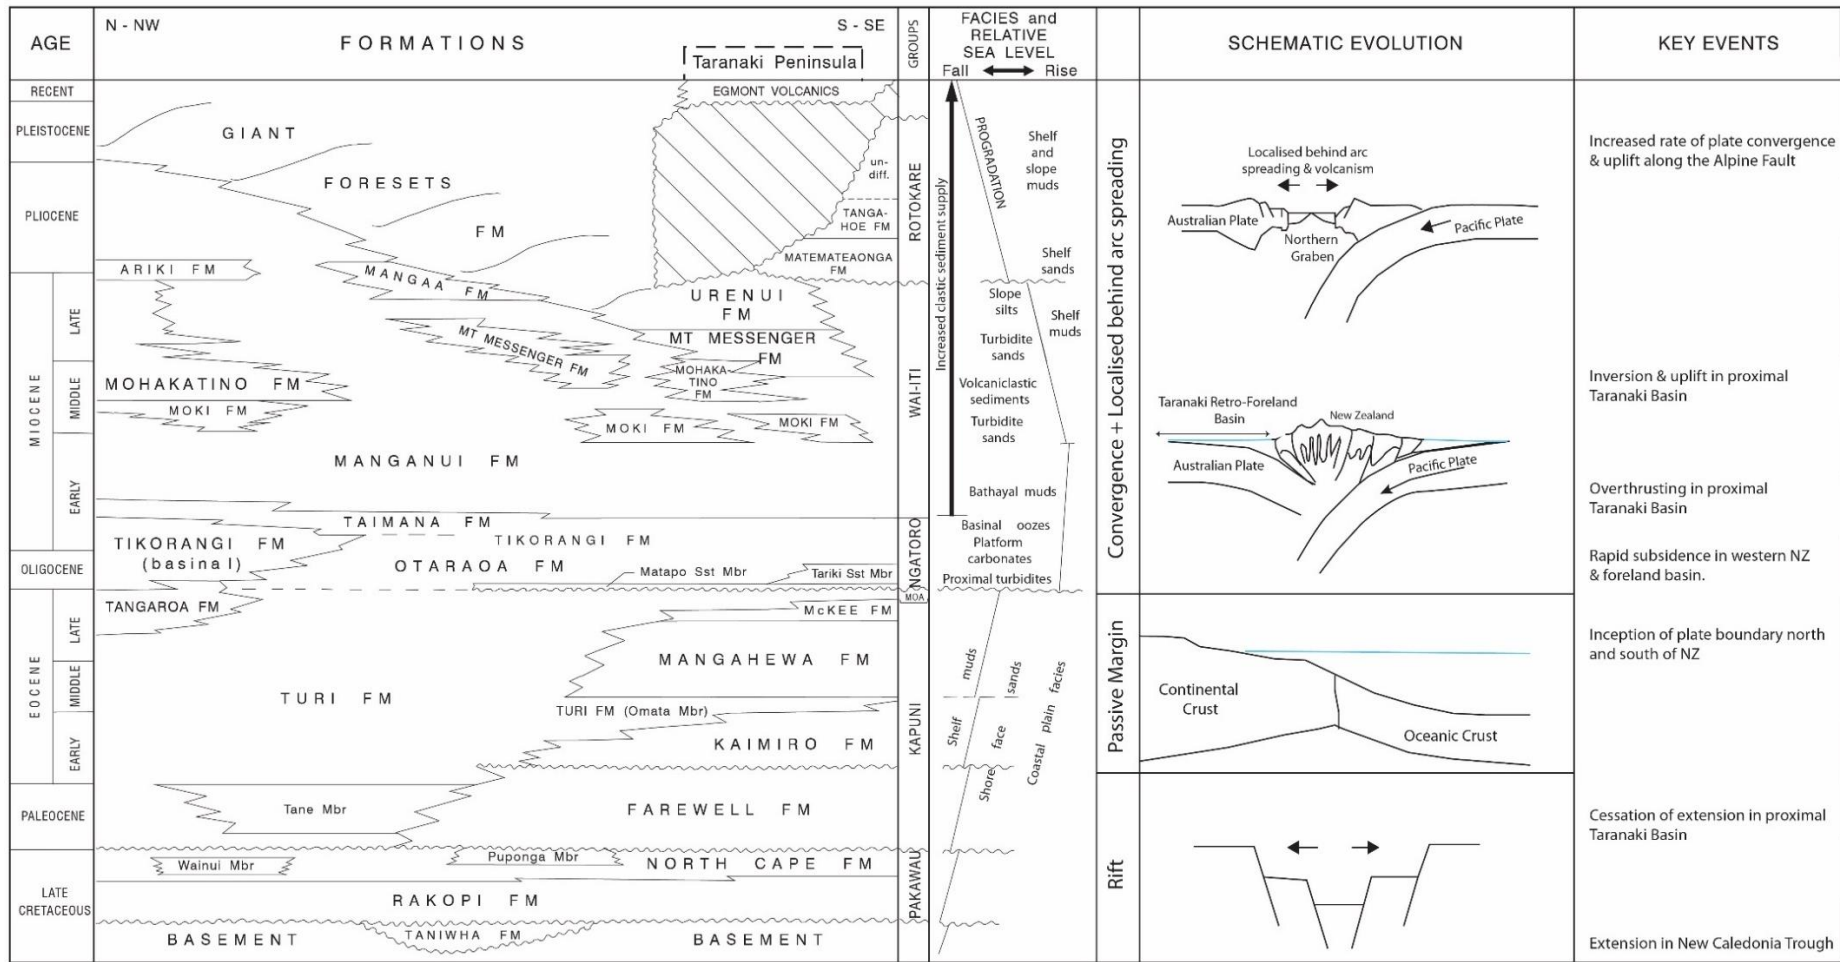 AGE
N - NW
FORMATIONS
S - SE
Taranaki Peninsula
GROUPS
FACIES and
RELATIVE
SEA LEVEL
Fall
Rise
SCHEMATIC EVOLUTION
KEY EVENTS
RECENT
PLEISTOCENE
PLIOCENE
MIOCENE
LATE
MIDDLE
EARLY
OLIGOCENE
EOCENE
LATE
MIDDLE
EARLY
PALEOCENE
LATE
CRETACEOUS
EGMONT VOLCANICS
GIANT
FORESETS
FM
un-
diff.
TANGA-
HOE FM
MATEMATEAONGA
FM
ARIKI FM
MANGAA FM
URENUI
FM
MT MESSENGER
FM
MT MESSENGER FM
MOHAKATINO FM
MOHAKA-
TINO
FM
MOKI FM
MOKI FM
MOKI FM
MANGANUI FM
TAIMANA FM
TIKORANGI FM
(basinal)
TIKORANGI FM
OTARAOA FM
Matapo Sst Mbr
Tariki Sst Mbr
TANGAROA FM
McKEE FM
MANGAHEWA FM
TURI FM
TURI FM (Omata Mbr)
KAIMIRO FM
Tane Mbr
FAREWELL FM
Wainui Mbr
Puponga Mbr
NORTH CAPE FM
RAKOPI FM
BASEMENT
TANIWHA FM
BASEMENT
ROTOKARE
WAI-ITI
NGATORO
MOA
KAPUNI
PAKAWAU
Increased clastic sediment supply
PROGRADATION
Shelf
and
slope
muds
Shelf
sands
Slope
silts
Shelf
muds
Turbidite
sands
Volcaniclastic
sediments
Turbidite
sands
Bathayal muds
Basinal oozes
Platform
carbonates
Proximal turbidites
Shelf muds
Shore face sands
Coastal plain facies
Convergence + Localised behind arc spreading
Passive Margin
Rift
Localised behind arc
spreading & volcanism
Australian Plate
Northern
Graben
Pacific Plate
Taranaki Retro-Foreland
Basin
New Zealand
Australian Plate
Pacific Plate
Continental
Crust
Oceanic Crust
Increased rate of plate convergence
& uplift along the Alpine Fault
Inversion & uplift in proximal
Taranaki Basin
Overthrusting in proximal
Taranaki Basin
Rapid subsidence in western NZ
& foreland basin.
Inception of plate boundary north
and south of NZ
Cessation of extension in proximal
Taranaki Basin
Extension in New Caledonia Trough